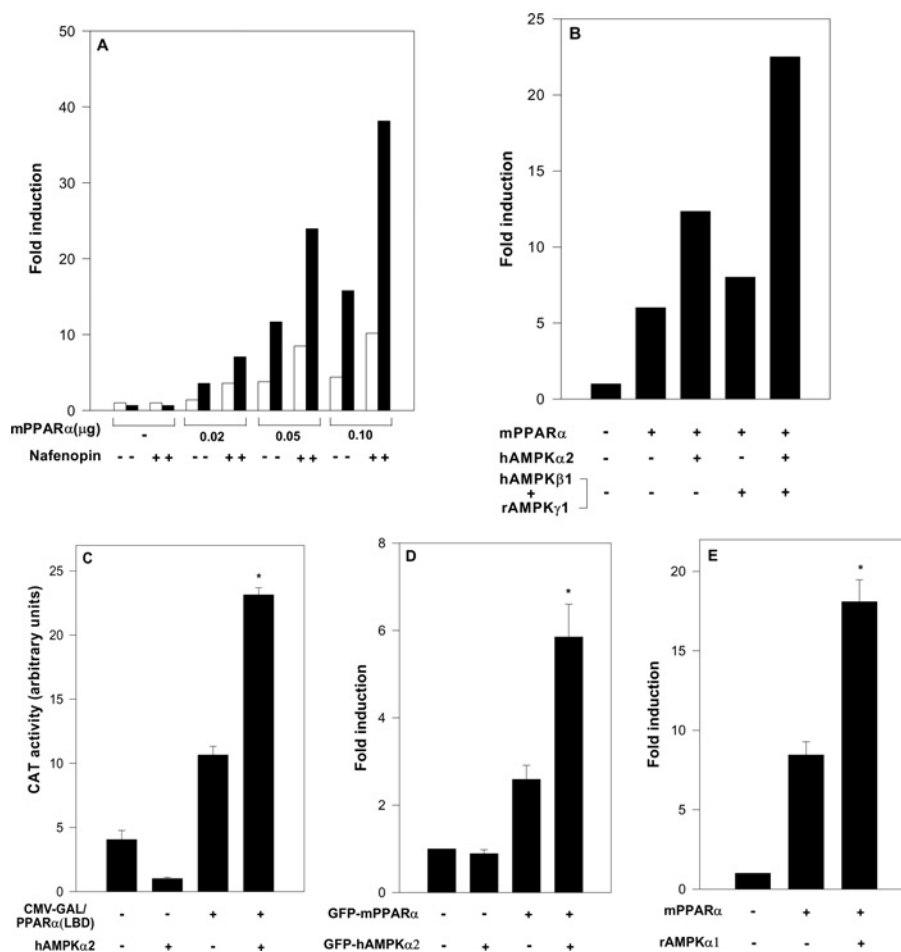 A
50
40
30
20
10
0
Fold induction
mPPARα(μg)
- 0.02 0.05 0.10
Nafenopin
- - + + - - + + - - + + - - + +
B
25
20
15
10
5
0
Fold induction
mPPARα - + + + +
hAMPKα2 - - + - +
hAMPKβ1
+ - - - + +
rAMPKγ1
C
25
20
15
10
5
0
CAT activity (arbitrary units)
*
CMV-GAL/
PPARα(LBD) - - + +
hAMPKα2 - + - +
D
8
6
4
2
0
Fold induction
*
GFP-mPPARα - - + +
GFP-hAMPKα2 - + - +
E
20
15
10
5
0
Fold induction
*
mPPARα - + +
rAMPKα1 - - +